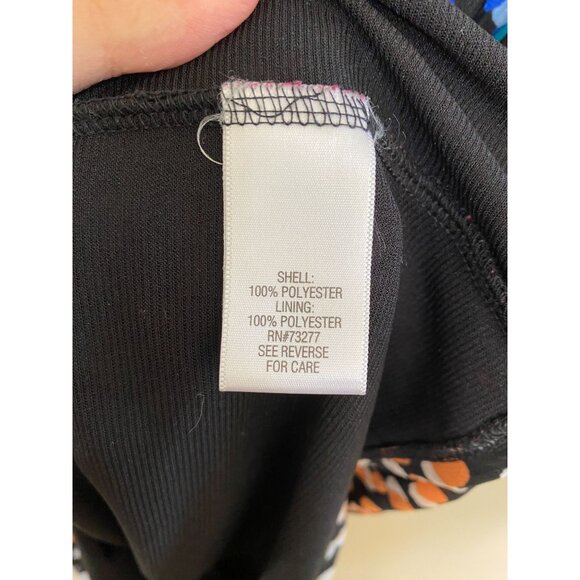 SHELL:
100% POLYESTER
LINING:
100% POLYESTER
RN#73277
SEE REVERSE
FOR CARE